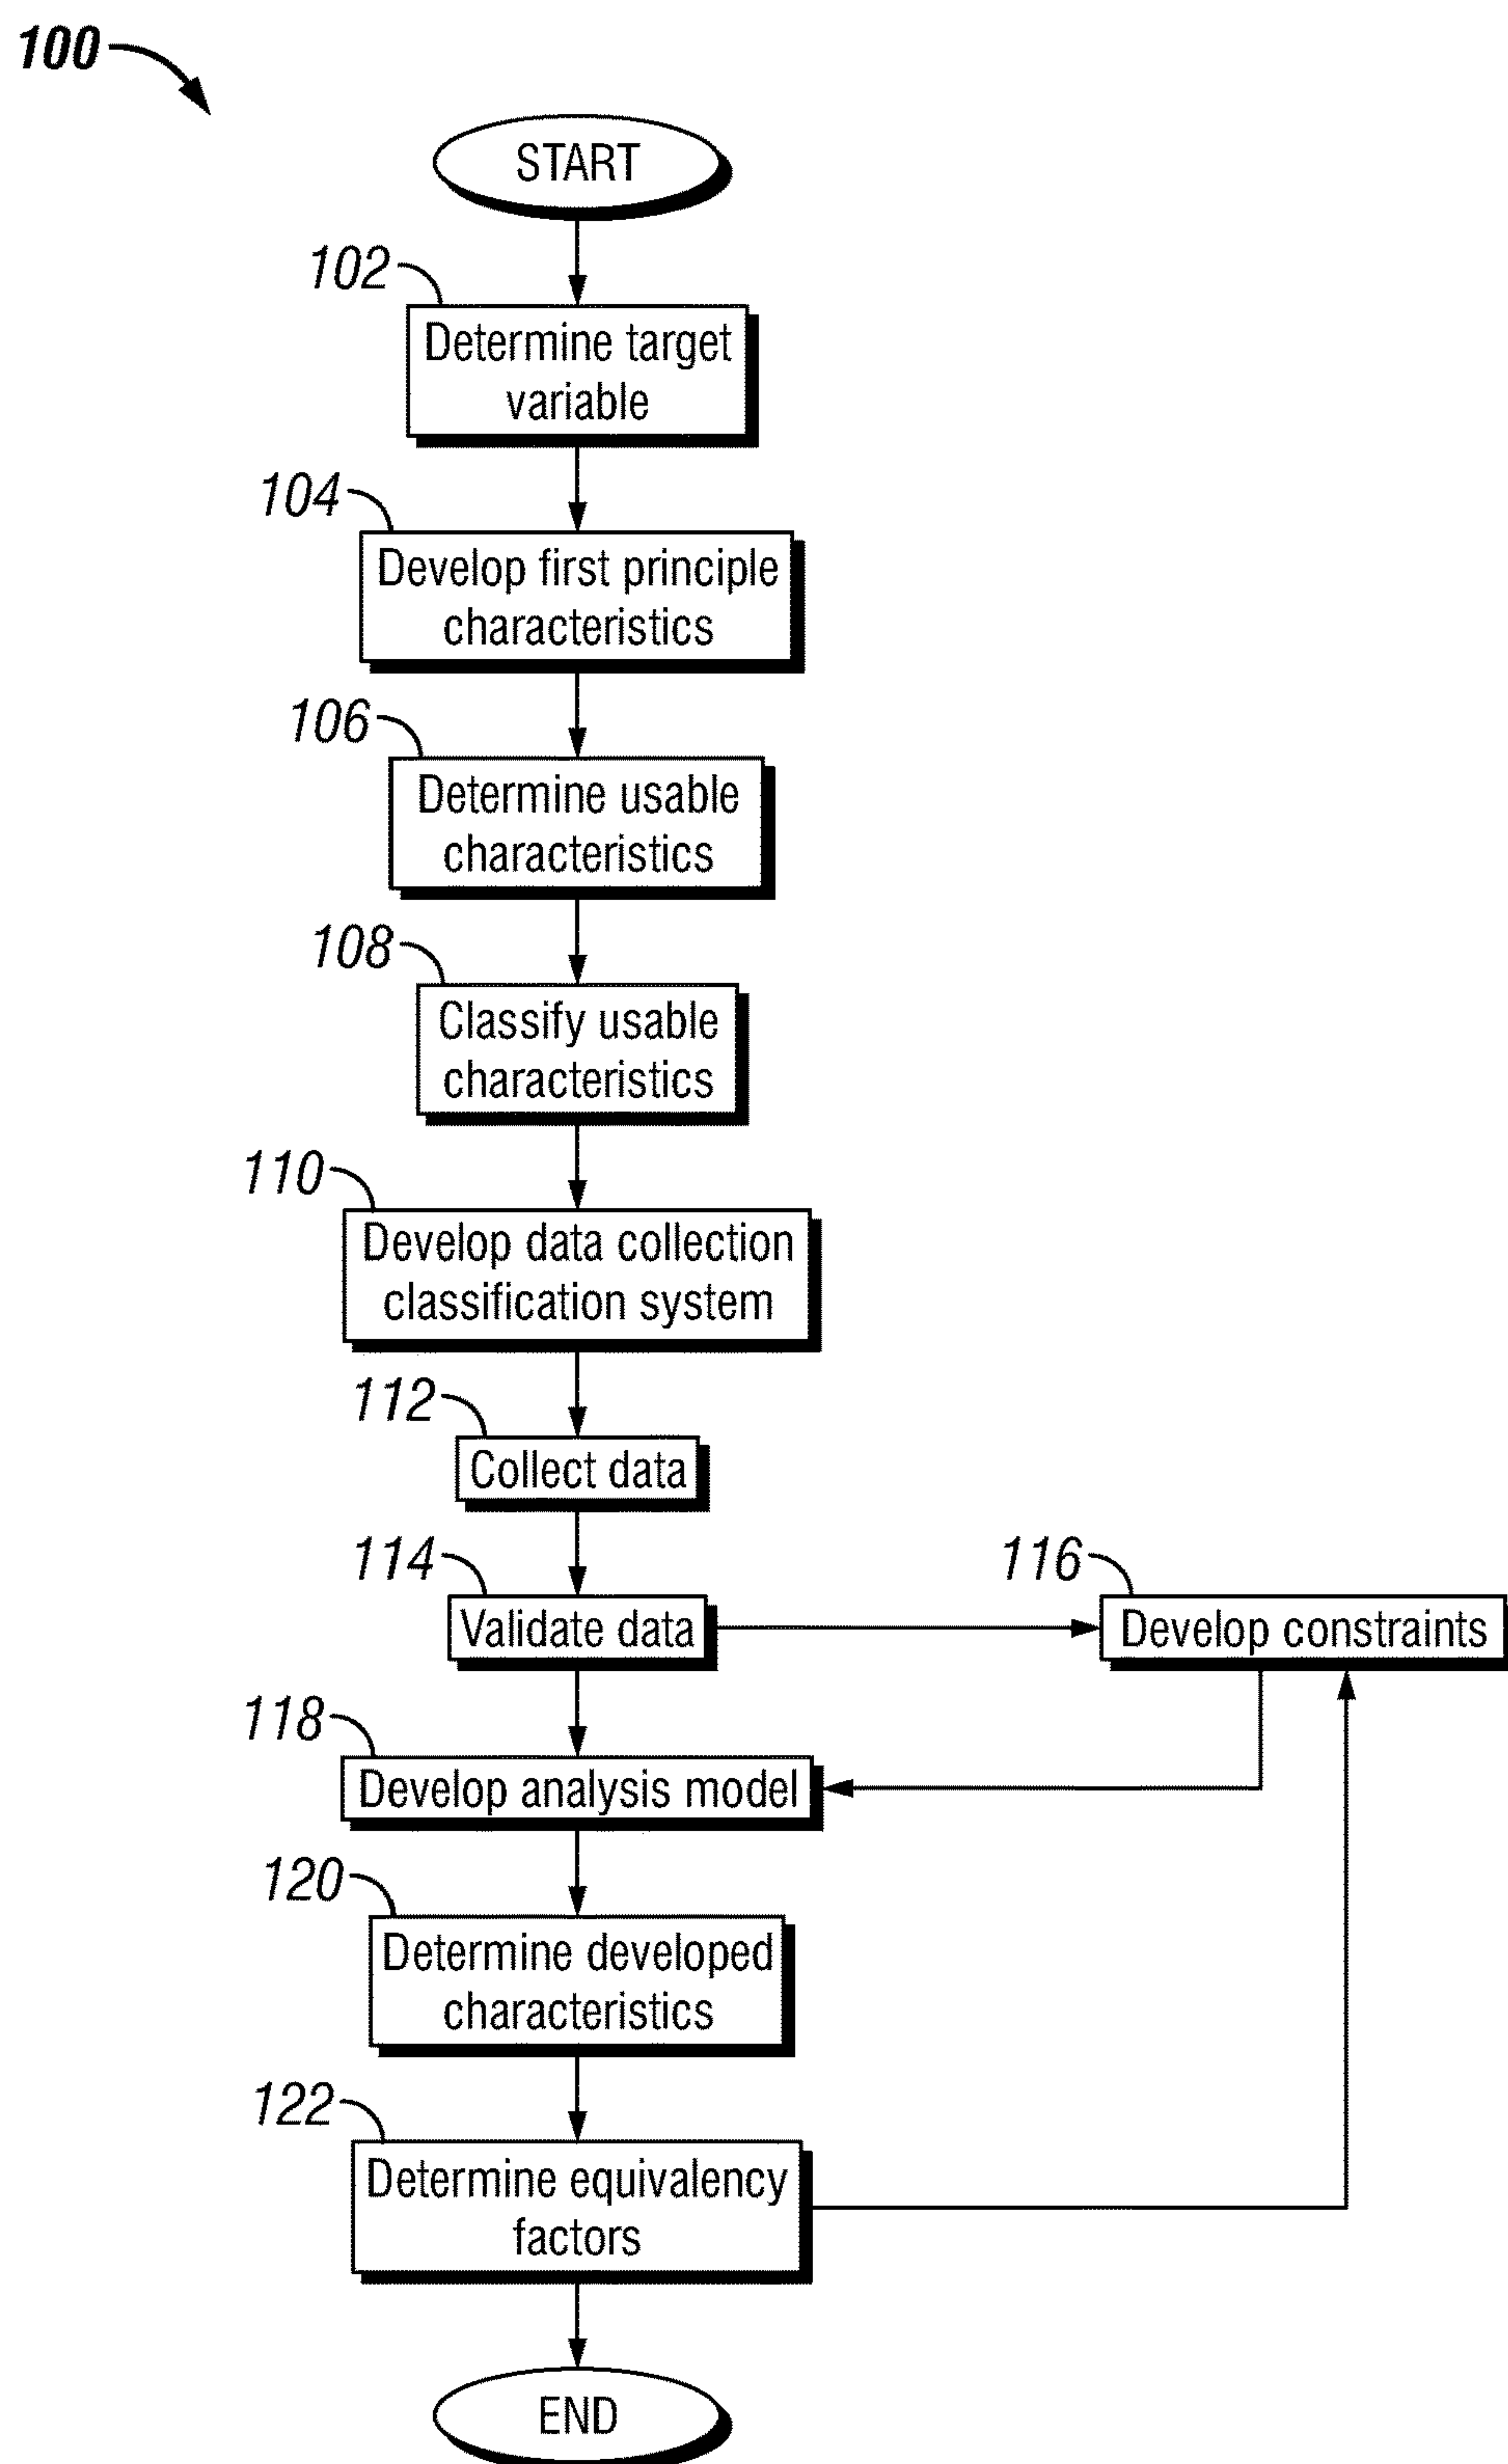 100
START
102
Determine target
variable
104
Develop first principle
characteristics
106
Determine usable
characteristics
108
Classify usable
characteristics
110
Develop data collection
classification system
112
Collect data
114
Validate data
116
Develop constraints
118
Develop analysis model
120
Determine developed
characteristics
122
Determine equivalency
factors
END